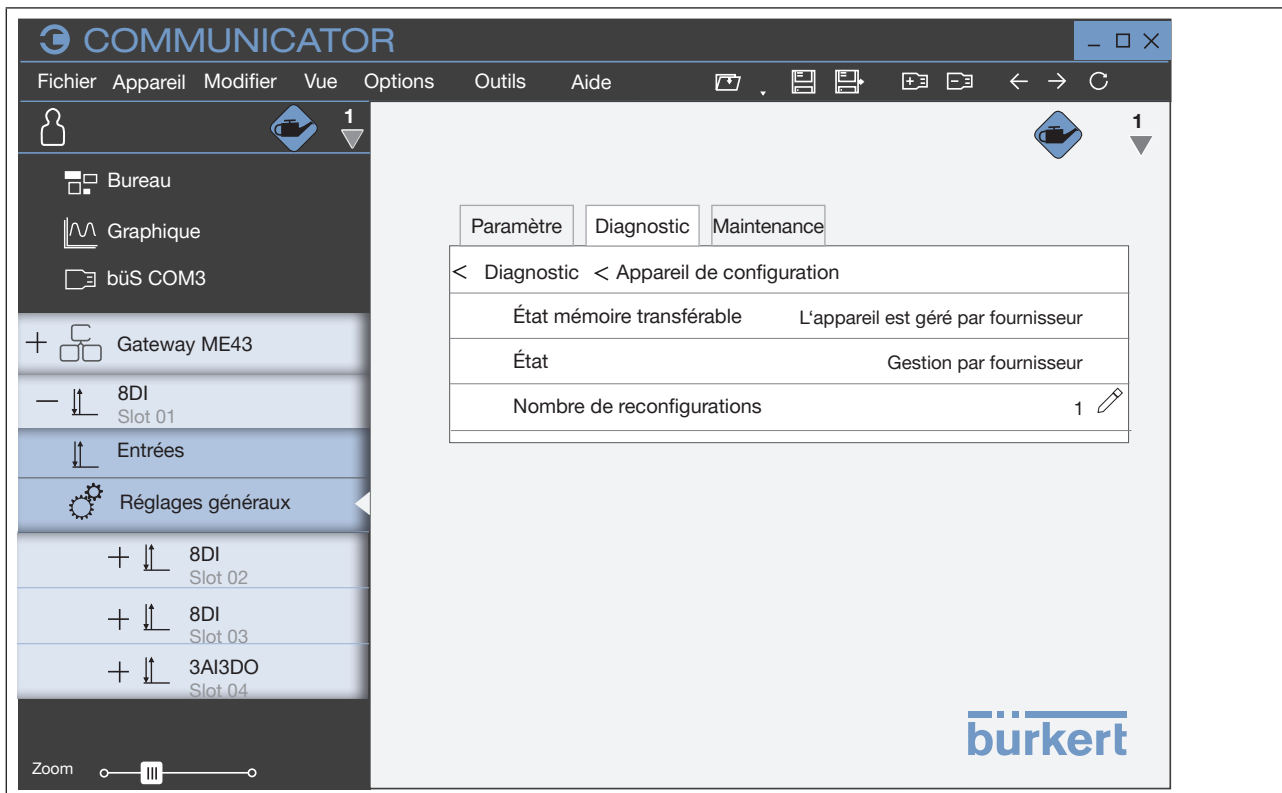 COMMUNICATOR
Fichier Appareil Modifier Vue Options Outils Aide
1
1
Bureau
Graphique
büS COM3
Gateway ME43
8DI
Slot 01
Entrées
Réglages généraux
8DI
Slot 02
8DI
Slot 03
3AI3DO
Slot 04
Zoom
Paramètre Diagnostic Maintenance
< Diagnostic < Appareil de configuration
État mémoire transférable L‘appareil est géré par fournisseur
État Gestion par fournisseur
Nombre de reconfigurations 1
bürkert